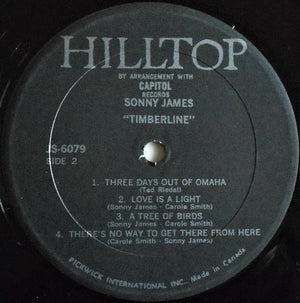 HILLTOP
BY ARRANGEMENT WITH
CAPITOL
RECORDS
SONNY JAMES
"TIMBERLINE"
JS-6079
SIDE 2
1. THREE DAYS OUT OF OMAHA
(Ted Riedel)
2. LOVE IS A LIGHT
(Sonny James - Carole Smith)
3. A TREE OF BIRDS
(Sonny James - Carole Smith)
4. THERE'S NO WAY TO GET THERE FROM HERE
(Carole Smith - Sonny James)
PICKWICK INTERNATIONAL INC. Made in Canada